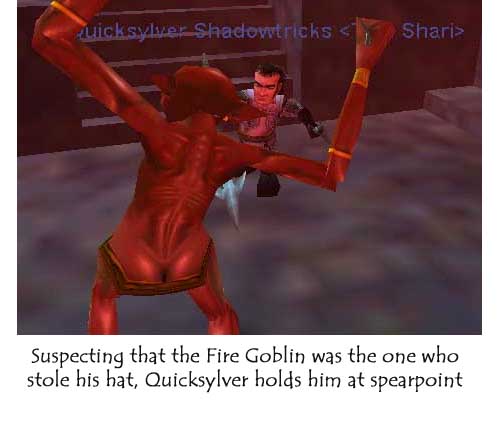 Quicksylver Shadowtricks < Shari>
Suspecting that the Fire Goblin was the one who
stole his hat, Quicksylver holds him at spearpoint